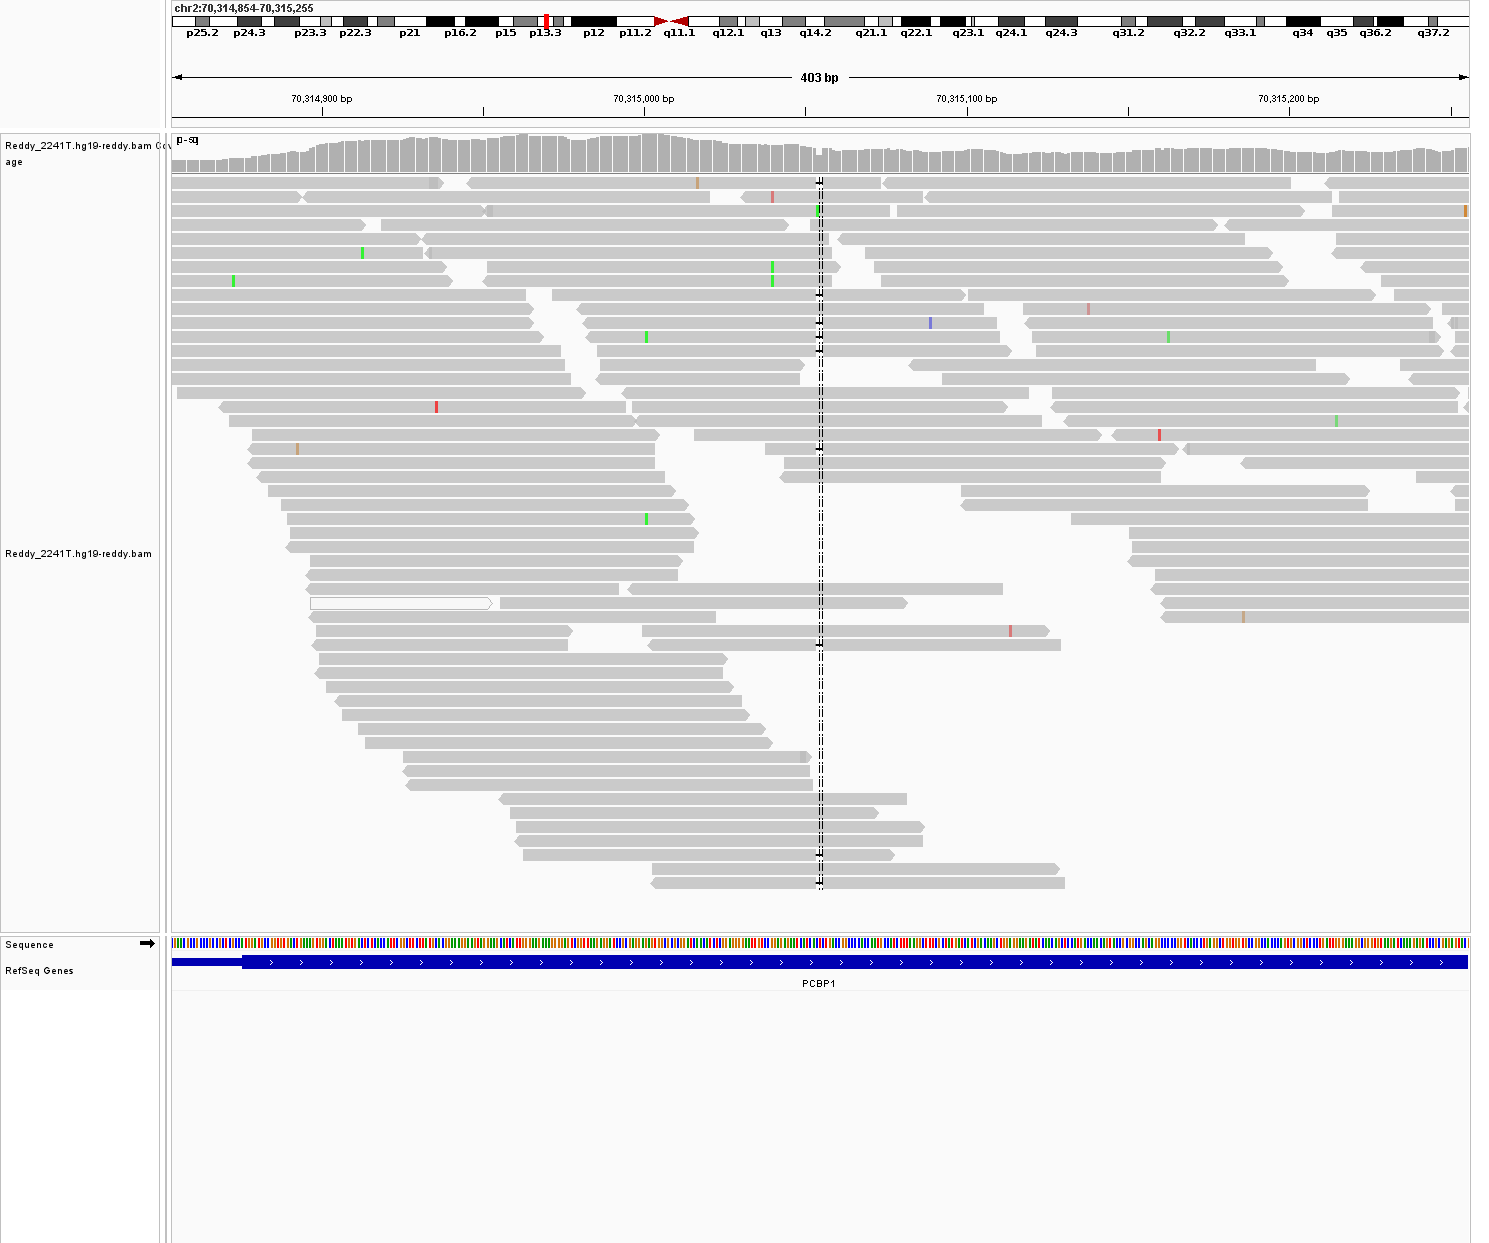 chr2:70,314,854-70,315,255
p25.2 p24.3 p23.3 p22.3 p21 p16.2 p15 p13.3 p12 p11.2 q11.1 q12.1 q13 q14.2 q21.1 q22.1 q23.1 q24.1 q24.3 q31.2 q32.2 q33.1 q34 q35 q36.2 q37.2
403 bp
70,314,900 bp 70,315,000 bp 70,315,100 bp 70,315,200 bp
Reddy_2241T.hg19-reddy.bam Cov
age
Reddy_2241T.hg19-reddy.bam
Sequence
RefSeq Genes
PCBP1